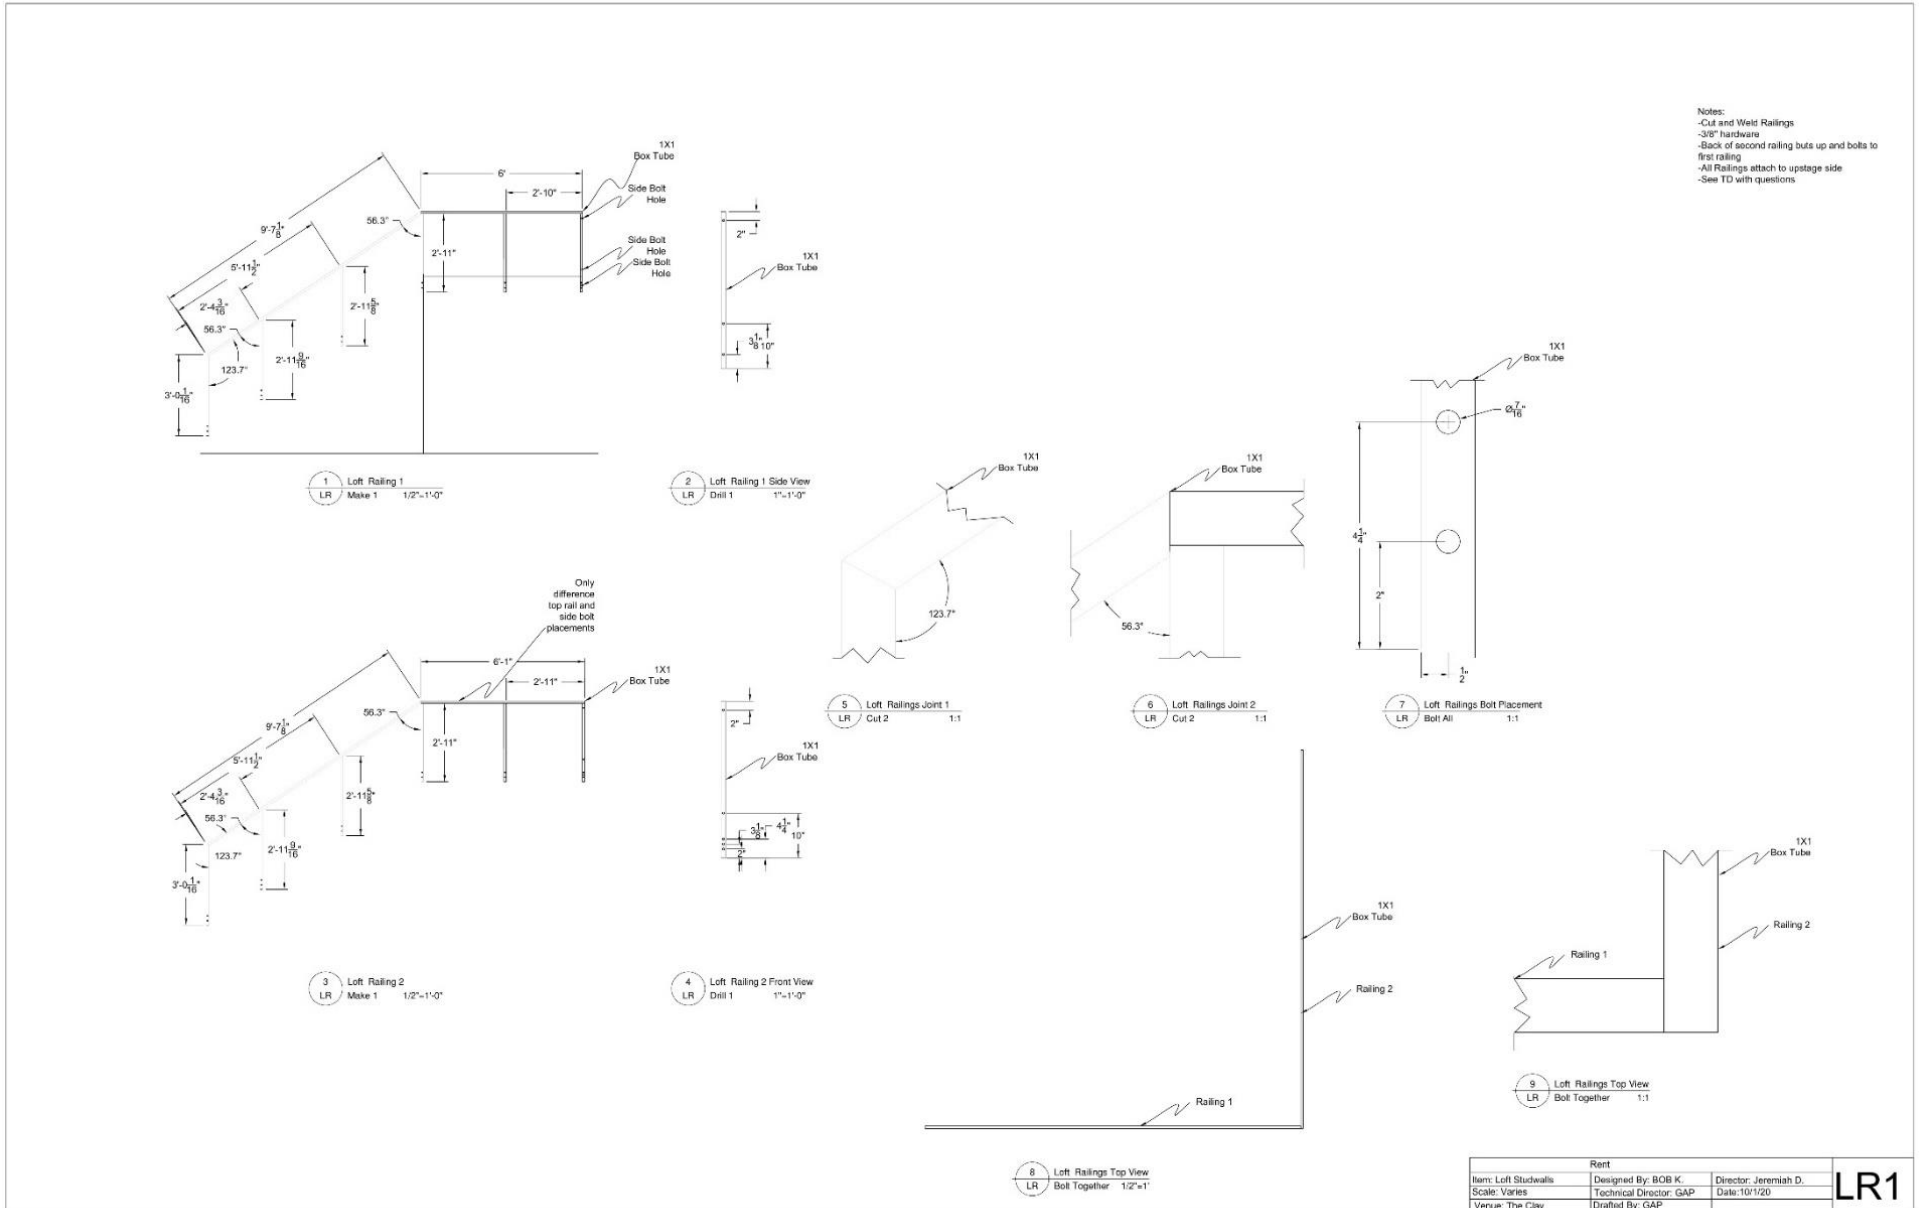 Notes:
-Cut and Weld Railings
-3/8" hardware
-Back of second railing buts up and bolts to
first railing
-All Railings attach to upstage side
-See TD with questions
1X1
Box Tube
6'
2'-10"
Side Bolt
Hole
56.3°
9'-7 1/8"
2'-11"
Side Bolt
Hole
Side Bolt
Hole
5'-11 1/2"
2'-4 3/16"
2'-11 5/8"
56.3°
2'-11 9/16"
123.7°
3'-0 1/16"
1 Loft Railing 1
LR Make 1 1/2"=1'-0"
2"
1X1
Box Tube
3 1/8"
10"
2 Loft Railing 1 Side View
LR Drill 1 1"=1'-0"
Only
difference
top rail and
side bolt
placements
6'-1"
2'-11"
1X1
Box Tube
56.3°
9'-7 1/8"
2'-11"
5'-11 1/2"
2'-4 3/16"
2'-11 5/8"
56.3°
2'-11 9/16"
123.7°
3'-0 1/16"
3 Loft Railing 2
LR Make 1 1/2"=1'-0"
2"
1X1
Box Tube
3 1/8"
4 1/4"
10"
2"
4 Loft Railing 2 Front View
LR Drill 1 1"=1'-0"
1X1
Box Tube
123.7°
5 Loft Railings Joint 1
LR Cut 2 1:1
1X1
Box Tube
56.3°
6 Loft Railings Joint 2
LR Cut 2 1:1
1X1
Box Tube
Ø 7/16"
4 1/4"
2"
1/2"
7 Loft Railings Bolt Placement
LR Bolt All 1:1
1X1
Box Tube
Railing 2
Railing 1
8 Loft Railings Top View
LR Bolt Together 1/2"=1'
1X1
Box Tube
Railing 2
Railing 1
9 Loft Railings Top View
LR Bolt Together 1:1
Rent
Item: Loft Studwalls
Designed By: BOB K.
Director: Jeremiah D.
Scale: Varies
Technical Director: GAP
Date:10/1/20
Venue: The Clay
Drafted By: GAP
LR1